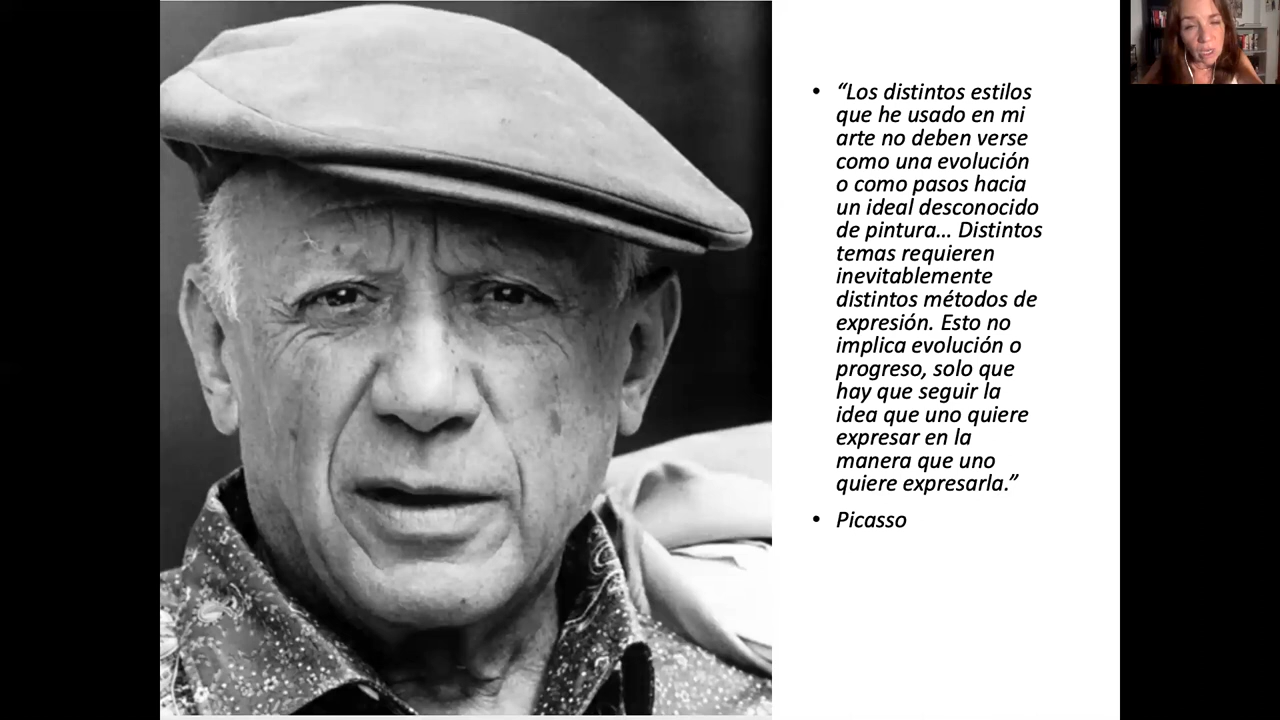 • “Los distintos estilos
que he usado en mi
arte no deben verse
como una evolución
o como pasos hacia
un ideal desconocido
de pintura... Distintos
temas requieren
inevitablemente
distintos métodos de
expresión. Esto no
implica evolución o
progreso, solo que
hay que seguir la
idea que uno quiere
expresar en la
manera que uno
quiere expresarla.”
• Picasso